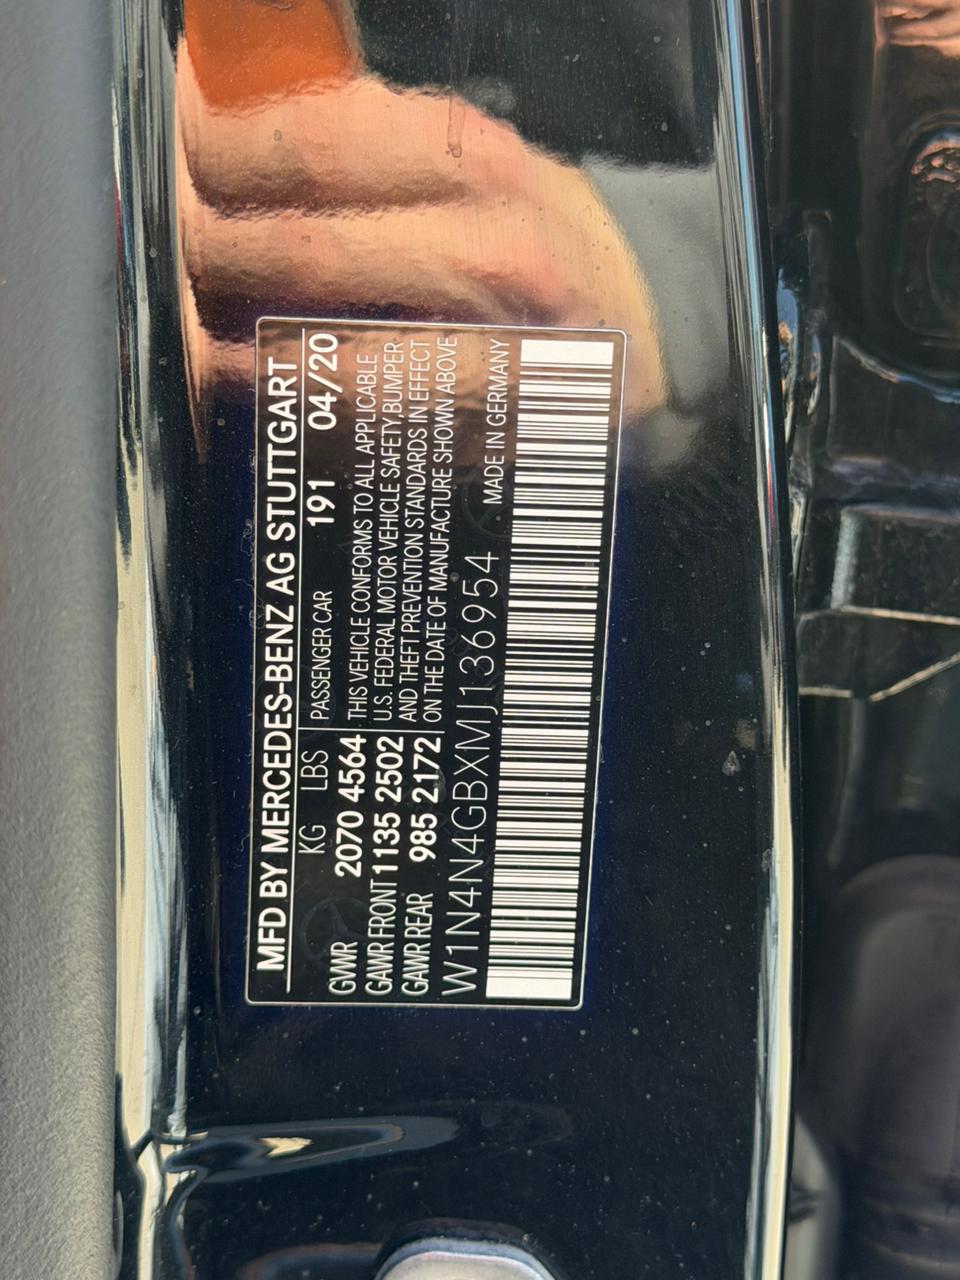 MFD BY MERCEDES-BENZ AG STUTTGART
KG LBS
GVWR 2070 4564
GAWR FRONT 1135 2502
GAWR REAR 985 2172
PASSENGER CAR 191 04/20
THIS VEHICLE CONFORMS TO ALL APPLICABLE
U.S. FEDERAL MOTOR VEHICLE SAFETY,BUMPER
AND THEFT PREVENTION STANDARDS IN EFFECT
ON THE DATE OF MANUFACTURE SHOWN ABOVE
W1N4N4GBXMJ136954 MADE IN GERMANY